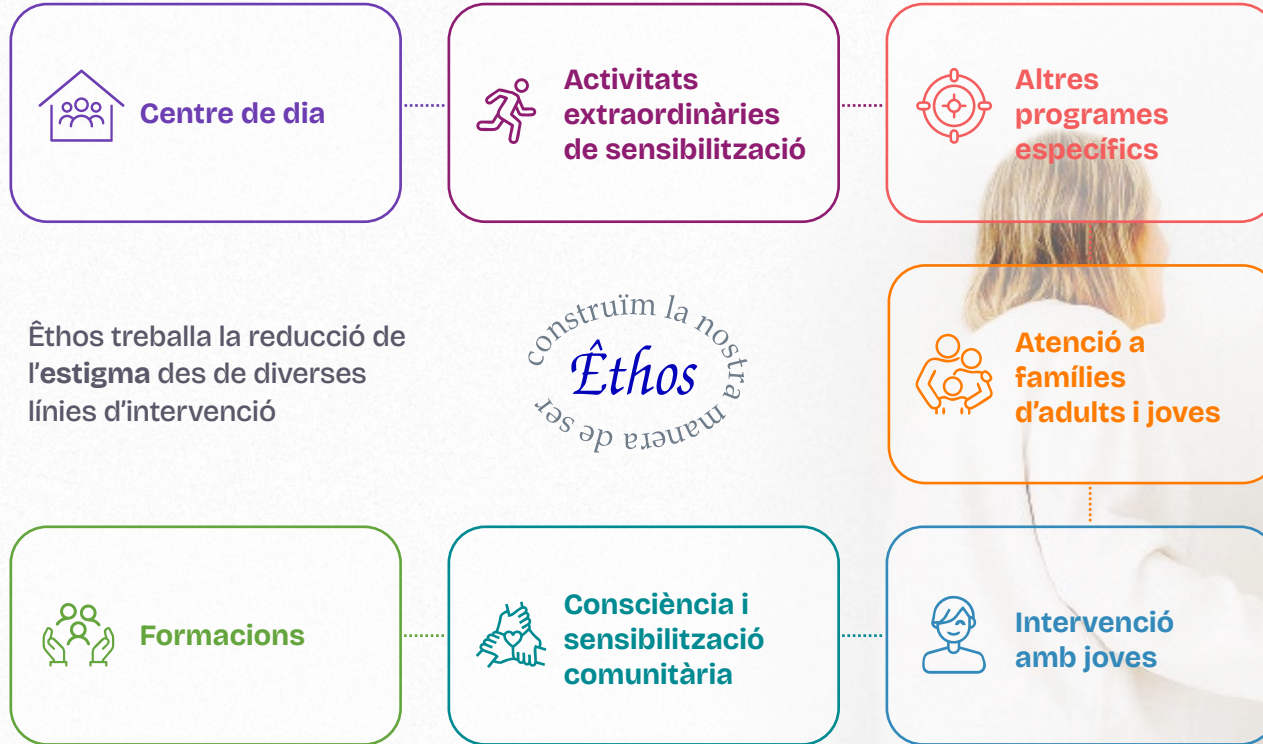 Centre de dia
Activitats
extraordinàries
de sensibilització
Altres
programes
específics
Êthos treballa la reducció de
l’estigma des de diverses
línies d’intervenció
construïm la nostra manera de ser
Êthos
Atenció a
famílies
d’adults i joves
Formacions
Consciència i
sensibilització
comunitària
Intervenció
amb joves